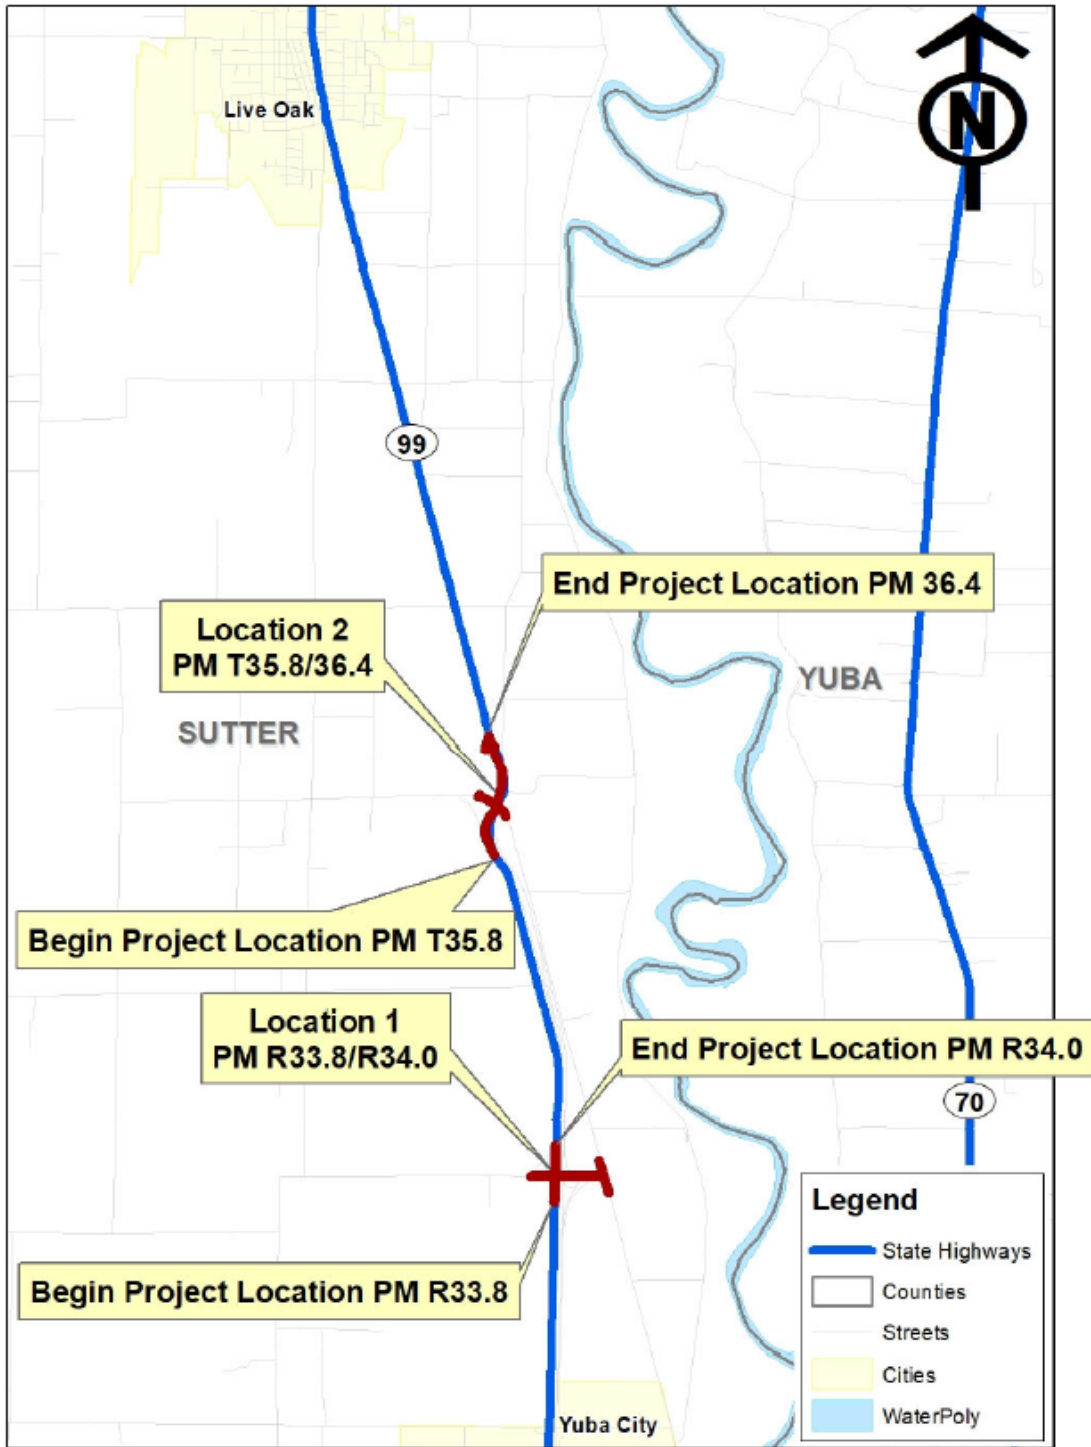 Live Oak
N
99
End Project Location PM 36.4
Location 2
PM T35.8/36.4
YUBA
SUTTER
Begin Project Location PM T35.8
Location 1
PM R33.8/R34.0
End Project Location PM R34.0
70
Legend
State Highways
Counties
Streets
Cities
WaterPoly
Begin Project Location PM R33.8
Yuba City